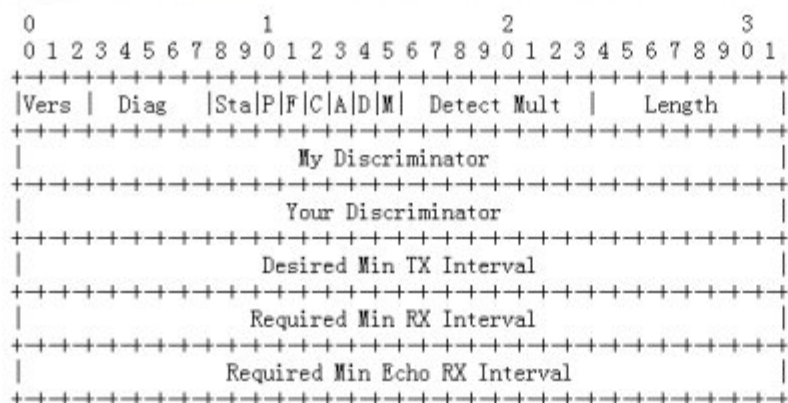 0 1 2 3
0 1 2 3 4 5 6 7 8 9 0 1 2 3 4 5 6 7 8 9 0 1 2 3 4 5 6 7 8 9 0 1
+-+-+-+-+-+-+-+-+-+-+-+-+-+-+-+-+-+-+-+-+-+-+-+-+-+-+-+-+-+-+-+-+
|Vers | Diag |Sta|P|F|C|A|D|M| Detect Mult | Length |
+-+-+-+-+-+-+-+-+-+-+-+-+-+-+-+-+-+-+-+-+-+-+-+-+-+-+-+-+-+-+-+-+
| My Discriminator |
+-+-+-+-+-+-+-+-+-+-+-+-+-+-+-+-+-+-+-+-+-+-+-+-+-+-+-+-+-+-+-+-+
| Your Discriminator |
+-+-+-+-+-+-+-+-+-+-+-+-+-+-+-+-+-+-+-+-+-+-+-+-+-+-+-+-+-+-+-+-+
| Desired Min TX Interval |
+-+-+-+-+-+-+-+-+-+-+-+-+-+-+-+-+-+-+-+-+-+-+-+-+-+-+-+-+-+-+-+-+
| Required Min RX Interval |
+-+-+-+-+-+-+-+-+-+-+-+-+-+-+-+-+-+-+-+-+-+-+-+-+-+-+-+-+-+-+-+-+
| Required Min Echo RX Interval |
+-+-+-+-+-+-+-+-+-+-+-+-+-+-+-+-+-+-+-+-+-+-+-+-+-+-+-+-+-+-+-+-+